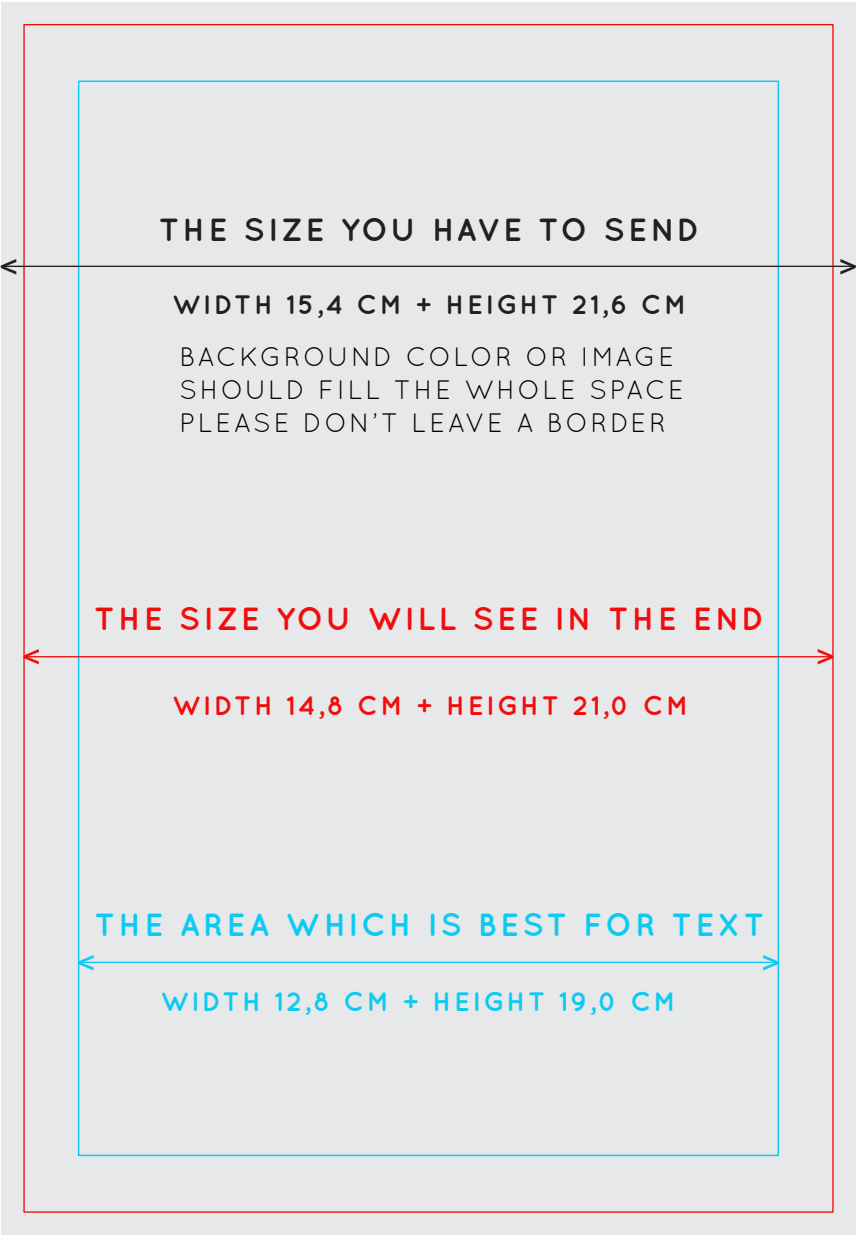 THE SIZE YOU HAVE TO SEND
WIDTH 15,4 CM + HEIGHT 21,6 CM
BACKGROUND COLOR OR IMAGE
SHOULD FILL THE WHOLE SPACE
PLEASE DON'T LEAVE A BORDER
THE SIZE YOU WILL SEE IN THE END
WIDTH 14,8 CM + HEIGHT 21,0 CM
THE AREA WHICH IS BEST FOR TEXT
WIDTH 12,8 CM + HEIGHT 19,0 CM